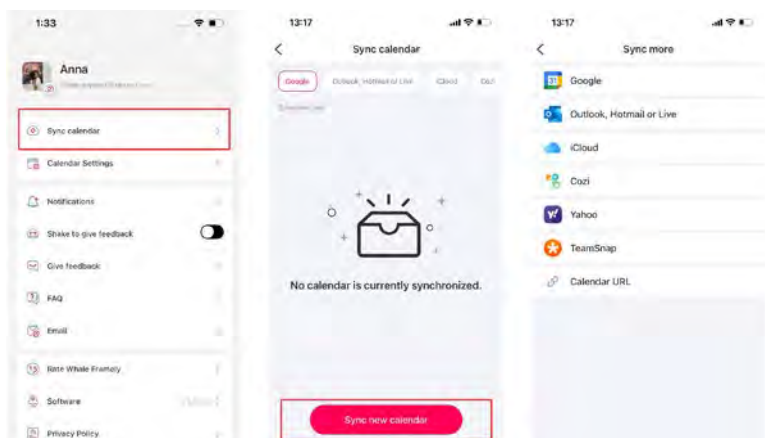 1:33
Anna
Sync calendar
Calendar Settings
Notifications
Shake to give feedback
Give feedback
FAQ
Email
Rate Whale Framely
Software
Privacy Policy
13:17
Sync calendar
Google
Outlook, Hotmail or Live
iCloud
Cozi
No calendar is currently synchronized.
Sync new calendar
13:17
Sync more
31 Google
Outlook, Hotmail or Live
iCloud
Cozi
Yahoo
TeamSnap
Calendar URL